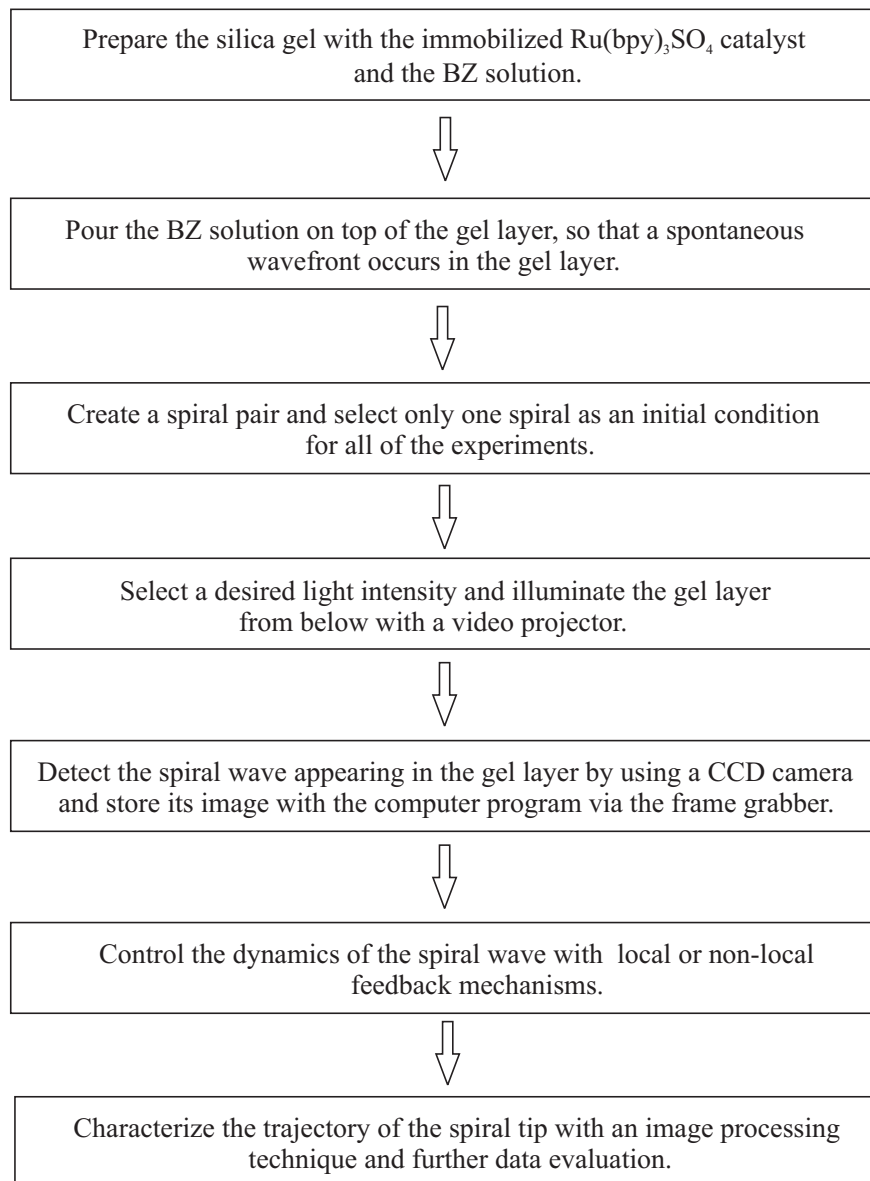 Prepare the silica gel with the immobilized Ru(bpy)₃SO₄ catalyst
and the BZ solution.
Pour the BZ solution on top of the gel layer, so that a spontaneous
wavefront occurs in the gel layer.
Create a spiral pair and select only one spiral as an initial condition
for all of the experiments.
Select a desired light intensity and illuminate the gel layer
from below with a video projector.
Detect the spiral wave appearing in the gel layer by using a CCD camera
and store its image with the computer program via the frame grabber.
Control the dynamics of the spiral wave with local or non-local
feedback mechanisms.
Characterize the trajectory of the spiral tip with an image processing
technique and further data evaluation.